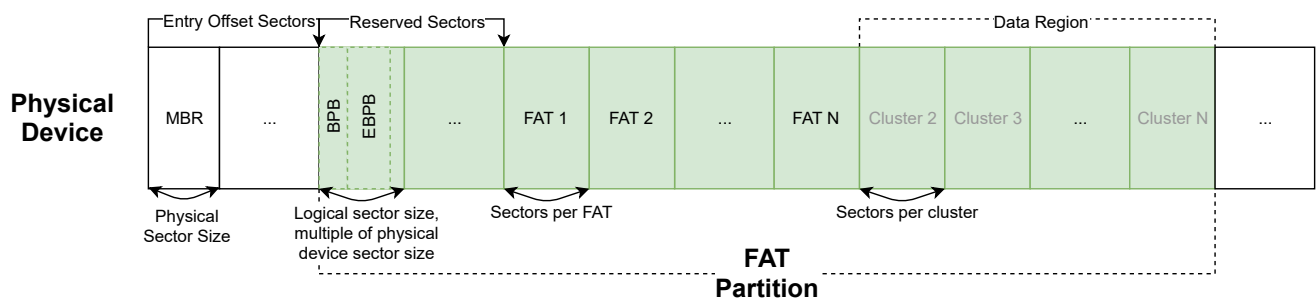 Entry Offset Sectors
Reserved Sectors
Data Region
Physical
Device
MBR
...
BPB
EBPB
...
FAT 1
FAT 2
...
FAT N
Cluster 2
Cluster 3
...
Cluster N
...
Physical
Sector Size
Logical sector size,
multiple of physical
device sector size
Sectors per FAT
Sectors per cluster
FAT
Partition